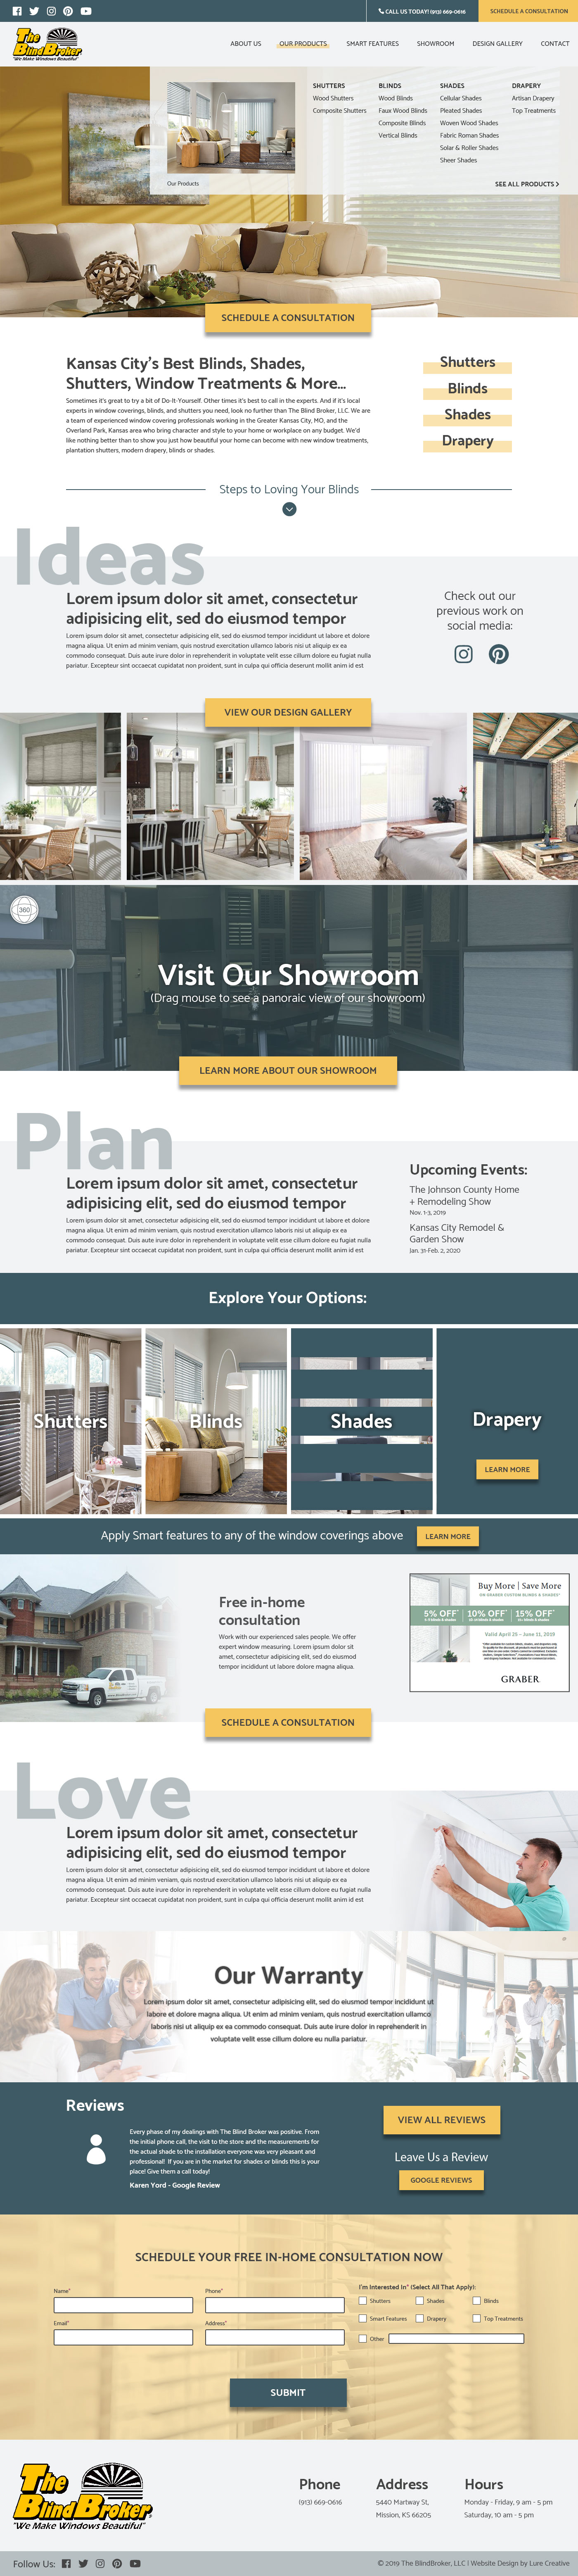 CALL US TODAY! (913) 669-0616
SCHEDULE A CONSULTATION
The
BlindBroker
"We Make Windows Beautiful"
ABOUT US
OUR PRODUCTS
SMART FEATURES
SHOWROOM
DESIGN GALLERY
CONTACT
Our Products
SHUTTERS
Wood Shutters
Composite Shutters
BLINDS
Wood Blinds
Faux Wood Blinds
Composite Blinds
Vertical Blinds
SHADES
Cellular Shades
Pleated Shades
Woven Wood Shades
Fabric Roman Shades
Solar & Roller Shades
Sheer Shades
DRAPERY
Artisan Drapery
Top Treatments
SEE ALL PRODUCTS >
SCHEDULE A CONSULTATION
Kansas City's Best Blinds, Shades,
Shutters, Window Treatments & More...
Sometimes it's great to try a bit of Do-It-Yourself. Other times it's best to call in the experts. And if it's local
experts in window coverings, blinds, and shutters you need, look no further than The Blind Broker, LLC. We are
a team of experienced window covering professionals working in the Greater Kansas City, MO, and the
Overland Park, Kansas area who bring character and style to your home or workplace on any budget. We'd
like nothing better than to show you just how beautiful your home can become with new window treatments,
plantation shutters, modern drapery, blinds or shades.
Shutters
Blinds
Shades
Drapery
Steps to Loving Your Blinds
Ideas
Lorem ipsum dolor sit amet, consectetur
adipisicing elit, sed do eiusmod tempor
Lorem ipsum dolor sit amet, consectetur adipisicing elit, sed do eiusmod tempor incididunt ut labore et dolore
magna aliqua. Ut enim ad minim veniam, quis nostrud exercitation ullamco laboris nisi ut aliquip ex ea
commodo consequat. Duis aute irure dolor in reprehenderit in voluptate velit esse cillum dolore eu fugiat nulla
pariatur. Excepteur sint occaecat cupidatat non proident, sunt in culpa qui officia deserunt mollit anim id est
Check out our
previous work on
social media:
VIEW OUR DESIGN GALLERY
360
Visit Our Showroom
(Drag mouse to see a panoraic view of our showroom)
LEARN MORE ABOUT OUR SHOWROOM
Plan
Lorem ipsum dolor sit amet, consectetur
adipisicing elit, sed do eiusmod tempor
Lorem ipsum dolor sit amet, consectetur adipisicing elit, sed do eiusmod tempor incididunt ut labore et dolore
magna aliqua. Ut enim ad minim veniam, quis nostrud exercitation ullamco laboris nisi ut aliquip ex ea
commodo consequat. Duis aute irure dolor in reprehenderit in voluptate velit esse cillum dolore eu fugiat nulla
pariatur. Excepteur sint occaecat cupidatat non proident, sunt in culpa qui officia deserunt mollit anim id est
Upcoming Events:
The Johnson County Home
+ Remodeling Show
Nov. 1-3, 2019
Kansas City Remodel &
Garden Show
Jan. 31-Feb. 2, 2020
Explore Your Options:
Shutters
Blinds
Shades
Drapery
LEARN MORE
Apply Smart features to any of the window coverings above
LEARN MORE
Free in-home
consultation
Work with our experienced sales people. We offer
expert window measuring. Lorem ipsum dolor sit
amet, consectetur adipisicing elit, sed do eiusmod
tempor incididunt ut labore dolore magna aliqua.
Buy More | Save More
5% OFF*
10% OFF*
15% OFF*
Valid April 25 – June 11, 2019
GRABER
SCHEDULE A CONSULTATION
Love
Lorem ipsum dolor sit amet, consectetur
adipisicing elit, sed do eiusmod tempor
Lorem ipsum dolor sit amet, consectetur adipisicing elit, sed do eiusmod tempor incididunt ut labore et dolore
magna aliqua. Ut enim ad minim veniam, quis nostrud exercitation ullamco laboris nisi ut aliquip ex ea
commodo consequat. Duis aute irure dolor in reprehenderit in voluptate velit esse cillum dolore eu fugiat nulla
pariatur. Excepteur sint occaecat cupidatat non proident, sunt in culpa qui officia deserunt mollit anim id est
Our Warranty
Lorem ipsum dolor sit amet, consectetur adipisicing elit, sed do eiusmod tempor incididunt ut
labore et dolore magna aliqua. Ut enim ad minim veniam, quis nostrud exercitation ullamco
laboris nisi ut aliquip ex ea commodo consequat. Duis aute irure dolor in reprehenderit in
voluptate velit esse cillum dolore eu nulla pariatur.
Reviews
Every phase of my dealings with The Blind Broker was positive. From
the initial phone call, the visit to the store and the measurements for
the actual shade to the installation everyone was very pleasant and
professional! If you are in the market for shades or blinds this is your
place! Give them a call today!
Karen Yord - Google Review
VIEW ALL REVIEWS
Leave Us a Review
GOOGLE REVIEWS
SCHEDULE YOUR FREE IN-HOME CONSULTATION NOW
Name*
Phone*
Email*
Address*
I'm Interested In* (Select All That Apply):
Shutters
Shades
Blinds
Smart Features
Drapery
Top Treatments
Other
SUBMIT
The
BlindBroker
"We Make Windows Beautiful"
Phone
(913) 669-0616
Address
5440 Martway St,
Mission, KS 66205
Hours
Monday - Friday, 9 am - 5 pm
Saturday, 10 am - 5 pm
Follow Us:
© 2019 The BlindBroker, LLC | Website Design by Lure Creative